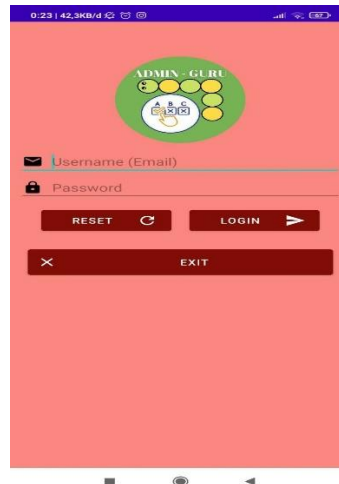 0:23 | 42,3KB/d
ADMIN - GURU
A B C
Username (Email)
Password
RESET
LOGIN
EXIT